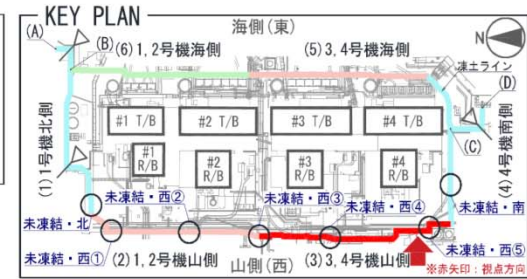 KEY PLAN
海側(東)
N
(A)
(B)
(6)1,2号機海側
(5)3,4号機海側
凍土ライン
(D)
(C)
#1 T/B
#2 T/B
#3 T/B
#4 T/B
#1
R/B
#2
R/B
#3
R/B
#4
R/B
(1)1号機北側
(4)4号機南側
未凍結・北
未凍結・西②
未凍結・西③
未凍結・西④
未凍結・南
未凍結・西①
(2)1,2号機山側
山側(西)
(3)3,4号機山側
未凍結・西⑤
※赤矢印:視点方向